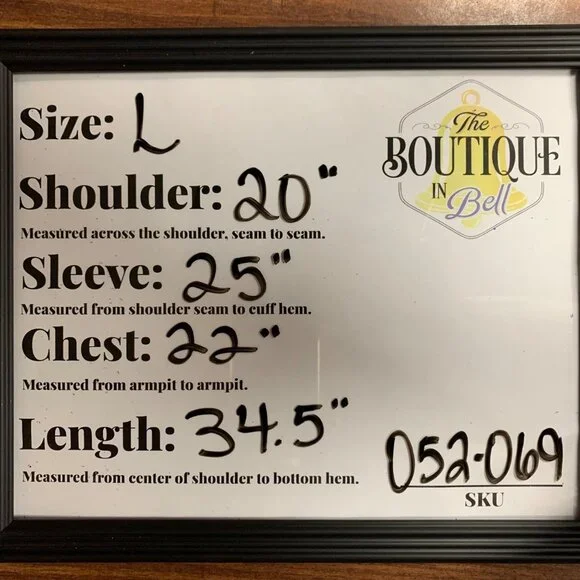 Size: L
The
BOUTIQUE
IN
Bell
Shoulder: 20"
Measured across the shoulder, seam to seam.
Sleeve: 25"
Measured from shoulder seam to cuff hem.
Chest: 22"
Measured from armpit to armpit.
Length: 34.5"
Measured from center of shoulder to bottom hem.
052-069
SKU